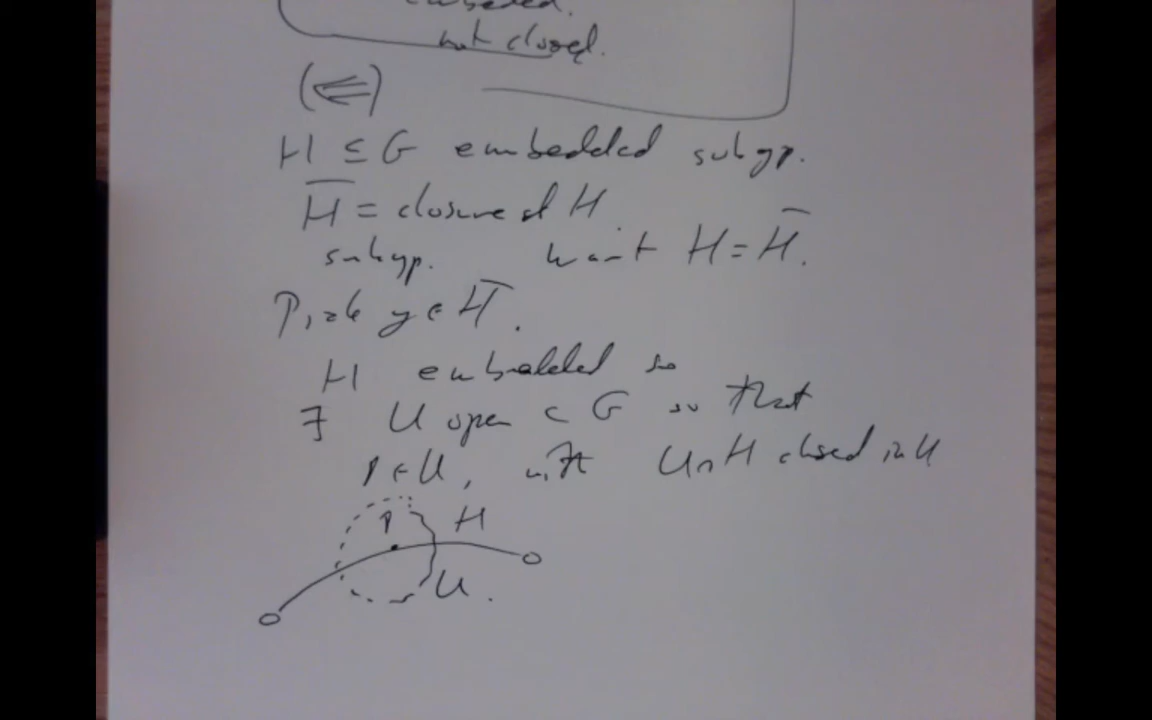 embedded.
not closed.
(⇐)
H ≤ G embedded subgp.
H̅ = closure of H
subgp. want H = H̅.
Pick y ∈ H̅.
H embedded so
∃ U open ⊂ G so that
1 ∈ U, with U∩H closed in U
1 H
U.